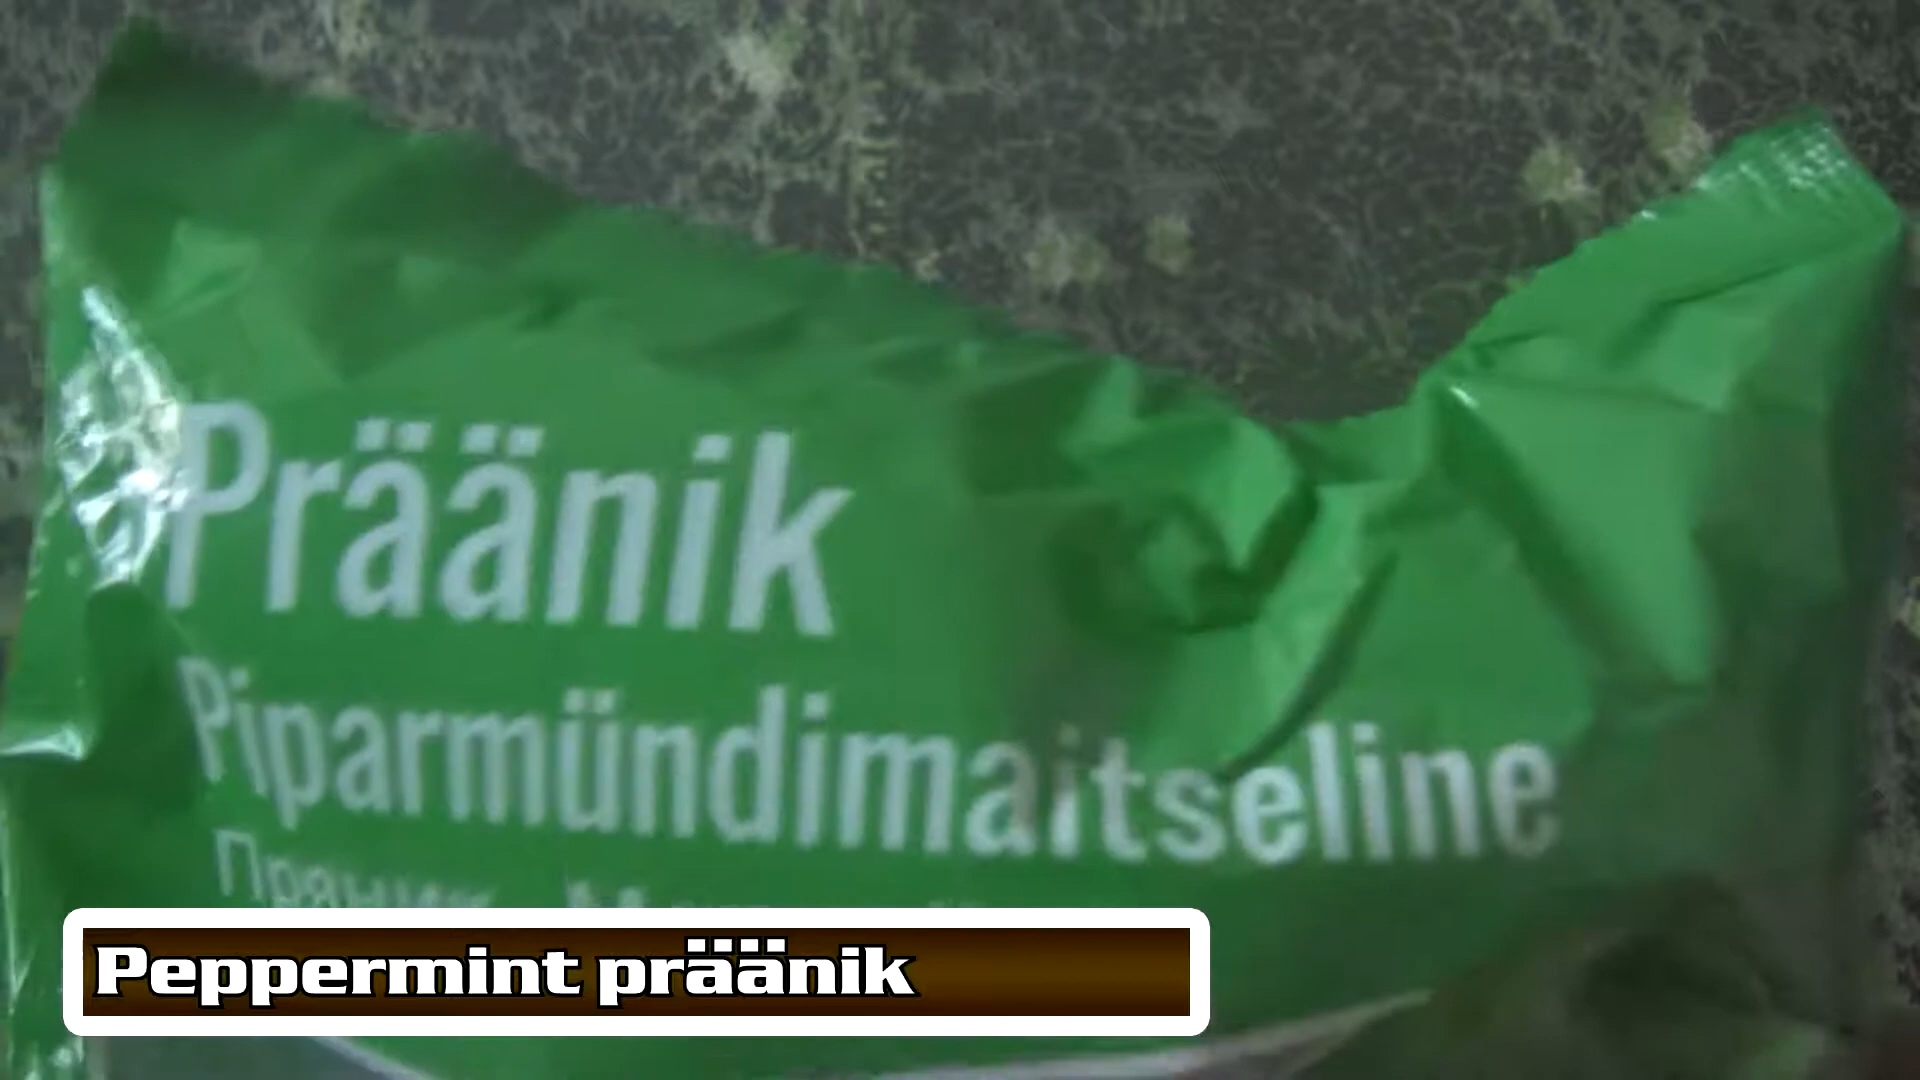 Präänik
Piparmündimaitseline
Пряник
Peppermint präänik